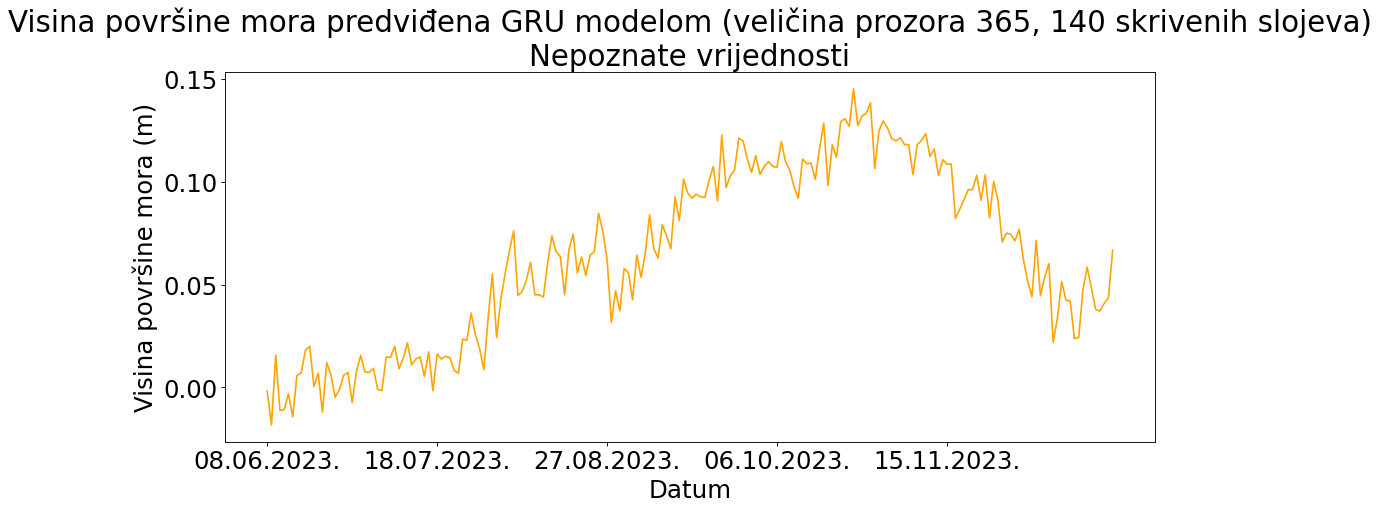 Visina površine mora predviđena GRU modelom (veličina prozora 365, 140 skrivenih slojeva)
Nepoznate vrijednosti
Visina površine mora (m)
0.15
0.10
0.05
0.00
08.06.2023. 18.07.2023. 27.08.2023. 06.10.2023. 15.11.2023.
Datum